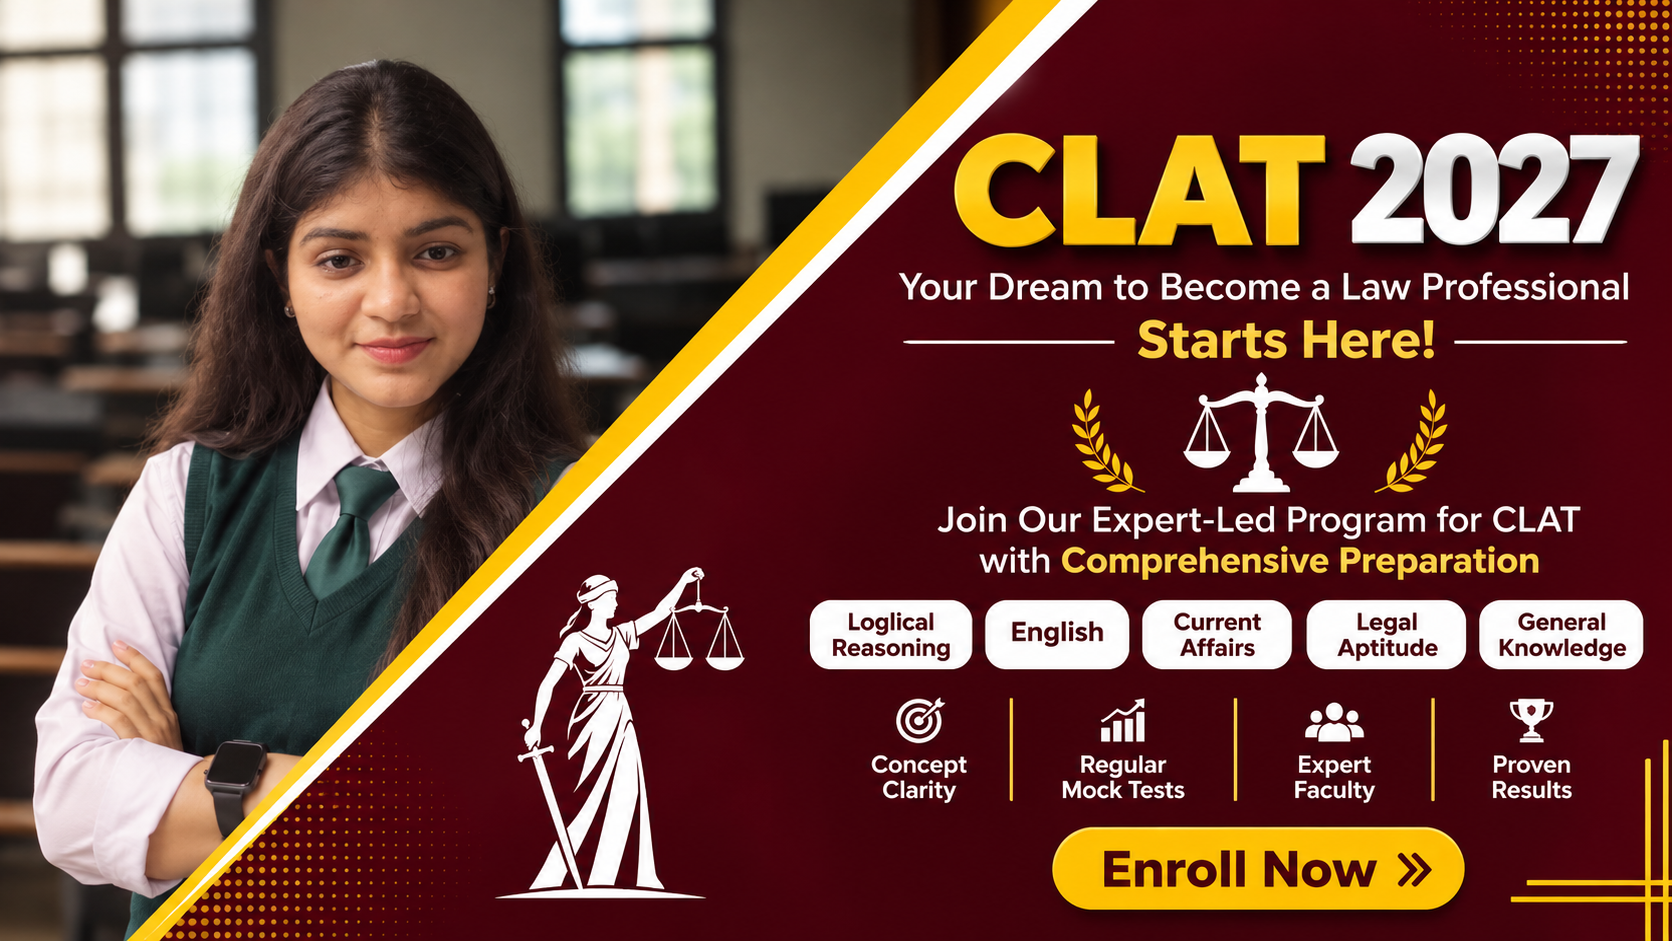 CLAT 2027
Your Dream to Become a Law Professional
Starts Here!
Join Our Expert-Led Program for CLAT
with Comprehensive Preparation
Loglical
Reasoning
English
Current
Affairs
Legal
Aptitude
General
Knowledge
Concept
Clarity
Regular
Mock Tests
Expert
Faculty
Proven
Results
Enroll Now »